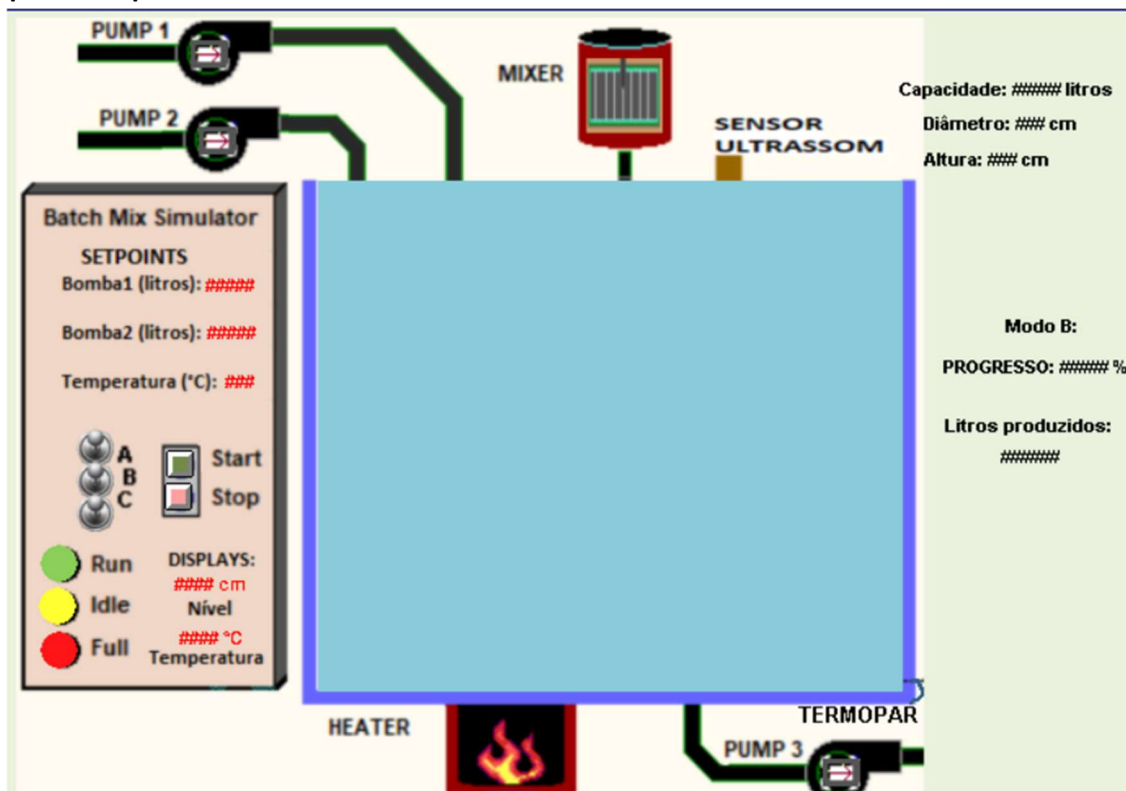 PUMP 1
PUMP 2
MIXER
SENSOR
ULTRASSOM
Capacidade: ##### litros
Diâmetro: ### cm
Altura: ### cm
Batch Mix Simulator
SETPOINTS
Bomba1 (litros): #####
Bomba2 (litros): #####
Temperatura (°C): ###
A
B
C
Start
Stop
Run
Idle
Full
DISPLAYS:
#### cm
Nível
#### °C
Temperatura
Modo B:
PROGRESSO: ##### %
Litros produzidos:
######
HEATER
TERMOPAR
PUMP 3